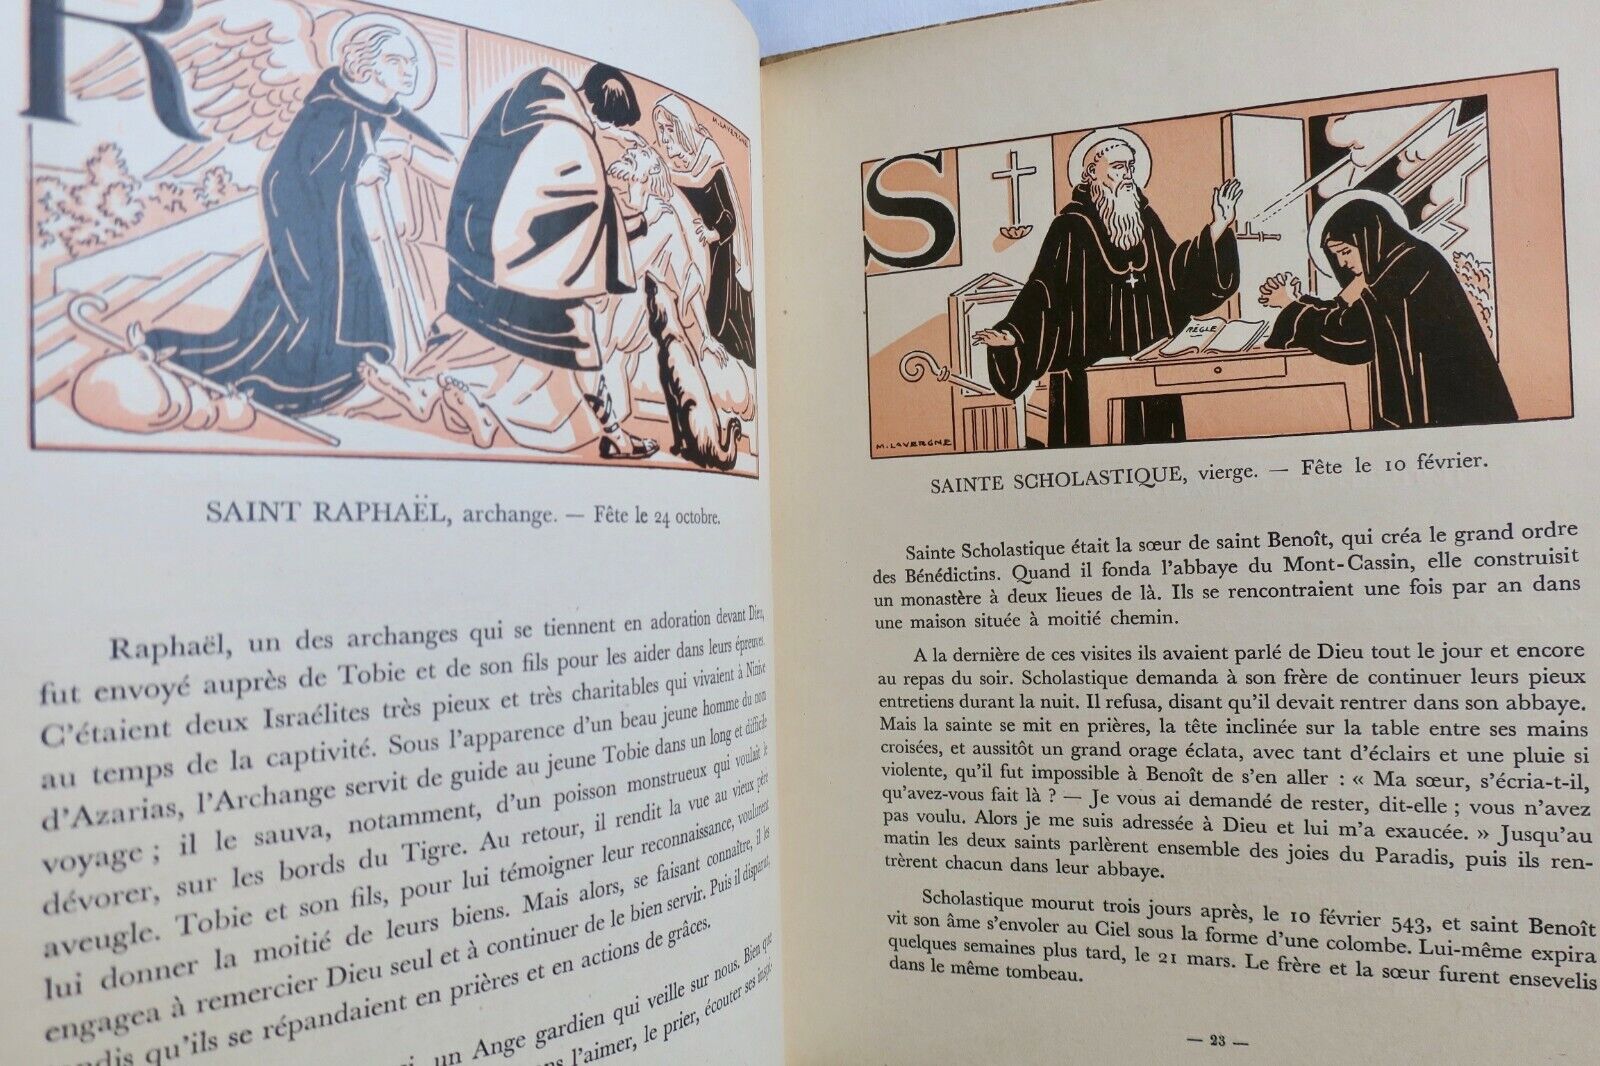 R
M. LAVERGNE
SAINT RAPHAËL, archange. — Fête le 24 octobre.
Raphaël, un des archanges qui se tiennent en adoration devant Dieu,
fut envoyé auprès de Tobie et de son fils pour les aider dans leurs épreuves.
C'étaient deux Israélites très pieux et très charitables qui vivaient à Ninive
au temps de la captivité. Sous l'apparence d'un beau jeune homme du nom
d'Azarias, l'Archange servit de guide au jeune Tobie dans un long et difficile
voyage ; il le sauva, notamment, d'un poisson monstrueux qui voulait le
dévorer, sur les bords du Tigre. Au retour, il rendit la vue au vieux père
aveugle. Tobie et son fils, pour lui témoigner leur reconnaissance, voulurent
lui donner la moitié de leurs biens. Mais alors, se faisant connaître, il les
engagea à remercier Dieu seul et à continuer de le bien servir. Puis il disparut,
andis qu'ils se répandaient en prières et en actions de grâces.
un Ange gardien qui veille sur nous. Bien que
l'aimer, le prier, écouter ses inspi-
S
RÈGLE
M. LAVERGNE
SAINTE SCHOLASTIQUE, vierge. — Fête le 10 février.
Sainte Scholastique était la sœur de saint Benoît, qui créa le grand ordre
des Bénédictins. Quand il fonda l'abbaye du Mont-Cassin, elle construisit
un monastère à deux lieues de là. Ils se rencontraient une fois par an dans
une maison située à moitié chemin.
A la dernière de ces visites ils avaient parlé de Dieu tout le jour et encore
au repas du soir. Scholastique demanda à son frère de continuer leurs pieux
entretiens durant la nuit. Il refusa, disant qu'il devait rentrer dans son abbaye.
Mais la sainte se mit en prières, la tête inclinée sur la table entre ses mains
croisées, et aussitôt un grand orage éclata, avec tant d'éclairs et une pluie si
violente, qu'il fut impossible à Benoît de s'en aller : « Ma sœur, s'écria-t-il,
qu'avez-vous fait là ? — Je vous ai demandé de rester, dit-elle ; vous n'avez
pas voulu. Alors je me suis adressée à Dieu et lui m'a exaucée. » Jusqu'au
matin les deux saints parlèrent ensemble des joies du Paradis, puis ils ren-
trèrent chacun dans leur abbaye.
Scholastique mourut trois jours après, le 10 février 543, et saint Benoît
vit son âme s'envoler au Ciel sous la forme d'une colombe. Lui-même expira
quelques semaines plus tard, le 21 mars. Le frère et la sœur furent ensevelis
dans le même tombeau.
— 23 —